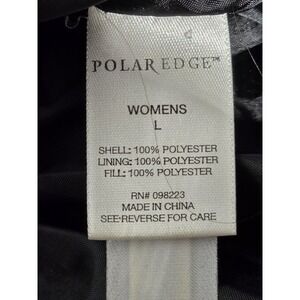 POLAR EDGE™
WOMENS
L
SHELL: 100% POLYESTER
LINING: 100% POLYESTER
FILL: 100% POLYESTER
RN# 098223
MADE IN CHINA
SEE REVERSE FOR CARE